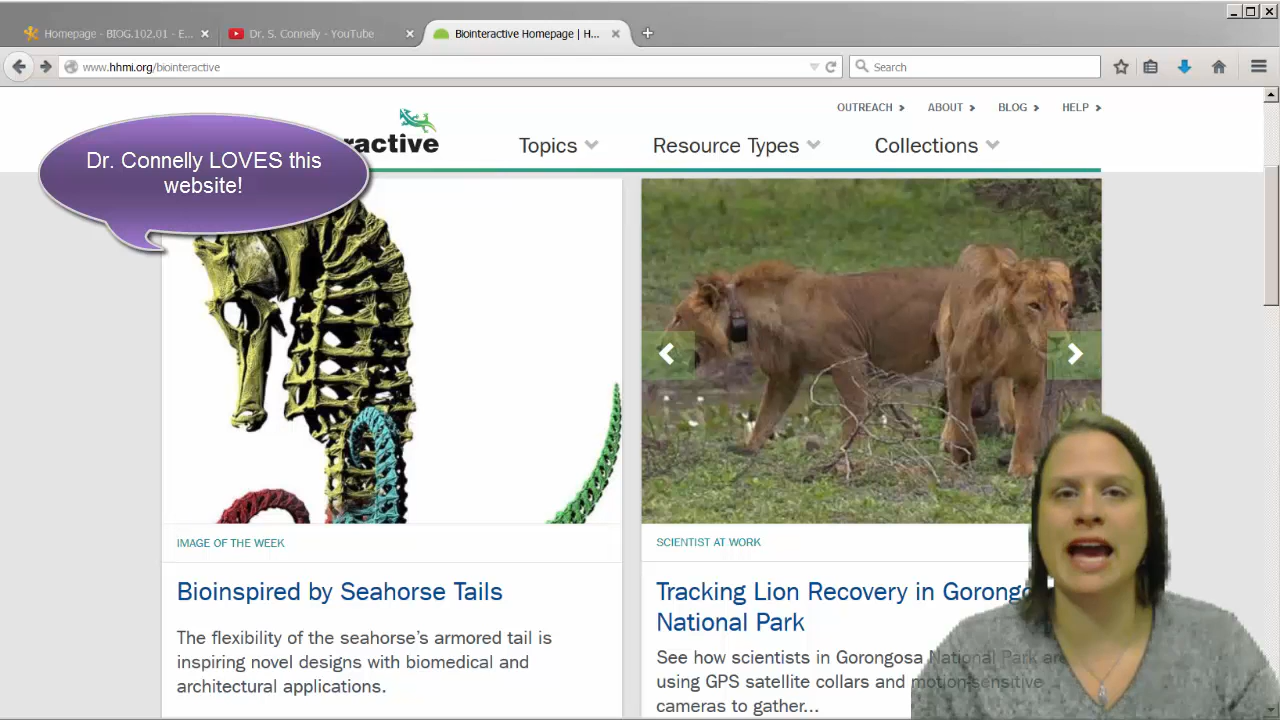 Homepage - BIOG.102.01 - E...
Dr. S. Connelly - YouTube
Biointeractive Homepage | H...
www.hhmi.org/biointeractive
Search
OUTREACH
ABOUT
BLOG
HELP
ractive
Topics
Resource Types
Collections
Dr. Connelly LOVES this
website!
IMAGE OF THE WEEK
Bioinspired by Seahorse Tails
The flexibility of the seahorse's armored tail is
inspiring novel designs with biomedical and
architectural applications.
SCIENTIST AT WORK
Tracking Lion Recovery in Gorongo
National Park
See how scientists in Gorongosa National Park are
using GPS satellite collars and motion-sensitive
cameras to gather...